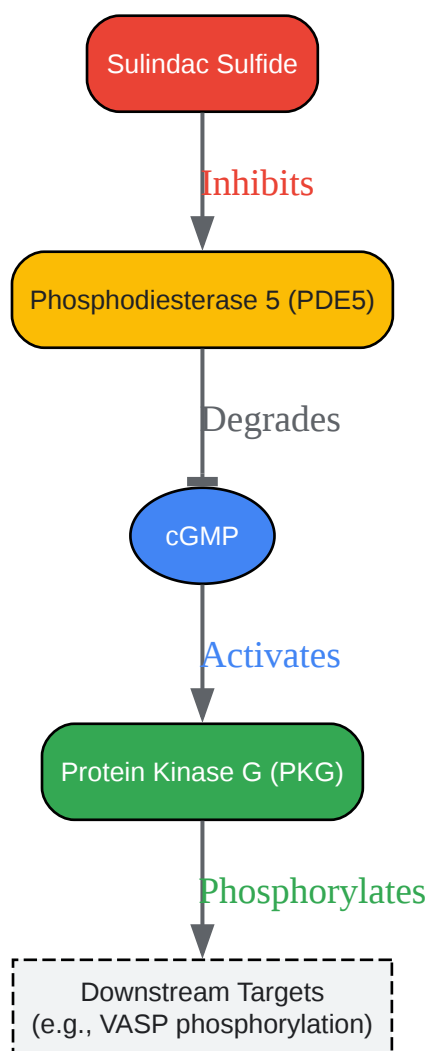 Sulindac Sulfide
Inhibits
Phosphodiesterase 5 (PDE5)
Degrades
cGMP
Activates
Protein Kinase G (PKG)
Phosphorylates
Downstream Targets
(e.g., VASP phosphorylation)